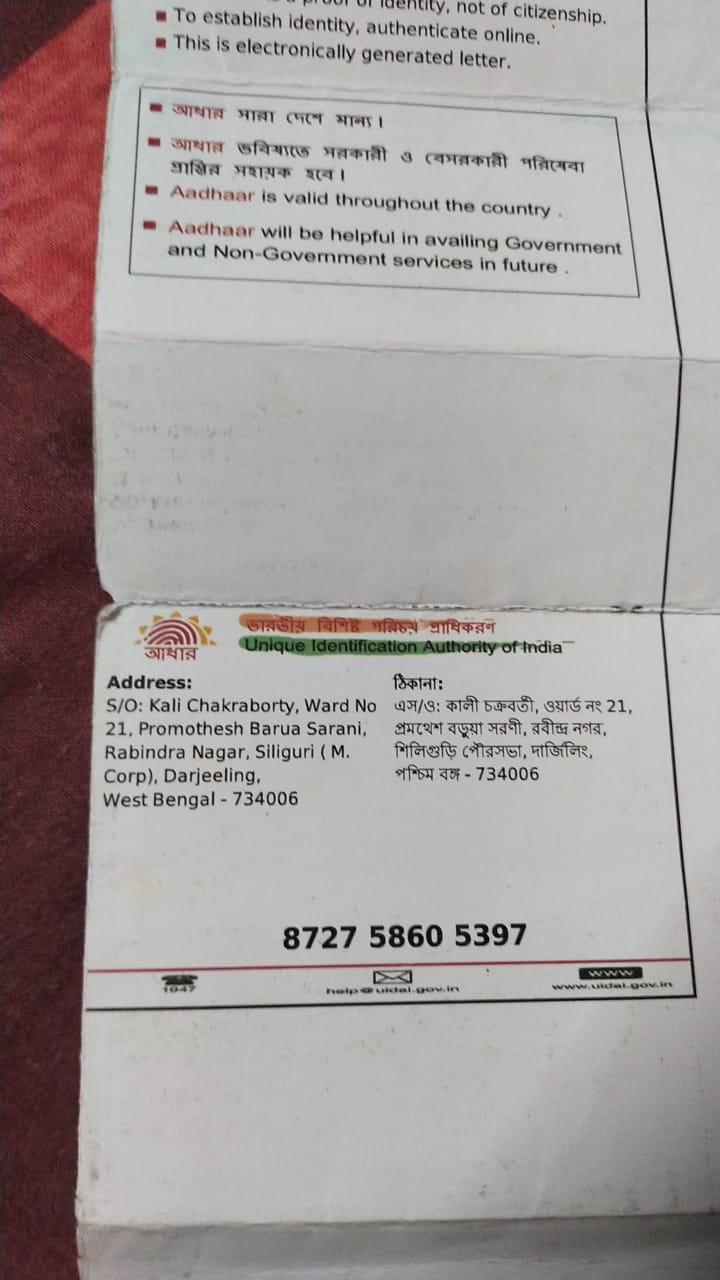 proof of identity, not of citizenship.
To establish identity, authenticate online.
This is electronically generated letter.
আধার সারা দেশে মান্য।
আধার ভবিষ্যতে সরকারী ও বেসরকারী পরিষেবা
প্রাপ্তির সহায়ক হবে।
Aadhaar is valid throughout the country .
Aadhaar will be helpful in availing Government
and Non-Government services in future .
ভারতীয় বিশিষ্ট পরিচয় প্রাধিকরণ
Unique Identification Authority of India
আধার
Address:
S/O: Kali Chakraborty, Ward No
21, Promothesh Barua Sarani,
Rabindra Nagar, Siliguri ( M.
Corp), Darjeeling,
West Bengal - 734006
ঠিকানা:
এস/ও: কালী চক্রবর্তী, ওয়ার্ড নং 21,
প্রমথেশ বড়ুয়া সরণী, রবীন্দ্র নগর,
শিলিগুড়ি পৌরসভা, দার্জিলিং,
পশ্চিম বঙ্গ - 734006
8727 5860 5397
1947
help@uidai.gov.in
www
www.uidai.gov.in